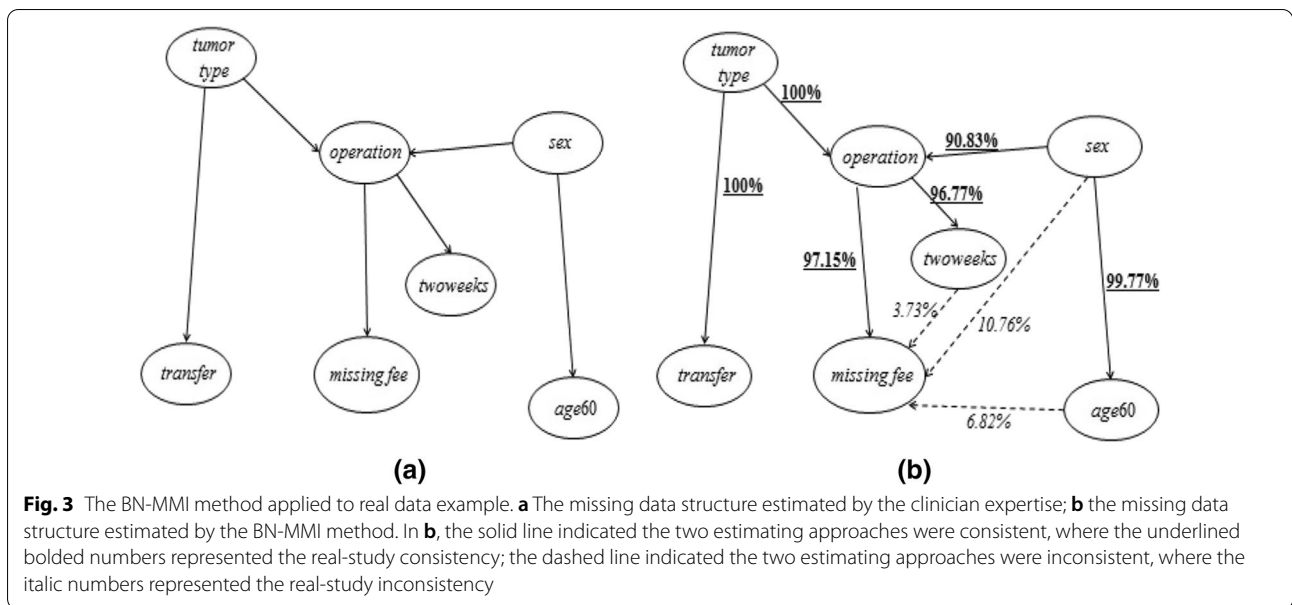 tumor
type
operation
sex
twoweeks
transfer
missing fee
age60
(a)
tumor
type
100%
90.83%
operation
sex
100%
96.77%
97.15%
twoweeks
99.77%
3.73%
10.76%
transfer
missing fee
age60
6.82%
(b)
Fig. 3 The BN-MMI method applied to real data example. a The missing data structure estimated by the clinician expertise; b the missing data
structure estimated by the BN-MMI method. In b, the solid line indicated the two estimating approaches were consistent, where the underlined
bolded numbers represented the real-study consistency; the dashed line indicated the two estimating approaches were inconsistent, where the
italic numbers represented the real-study inconsistency